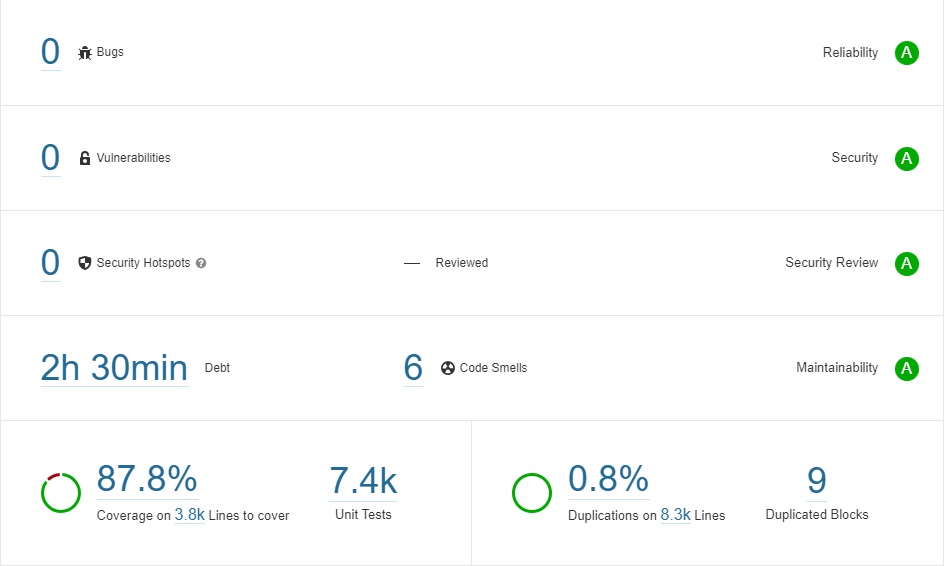 0 Bugs Reliability A
0 Vulnerabilities Security A
0 Security Hotspots ? — Reviewed Security Review A
2h 30min Debt 6 Code Smells Maintainability A
87.8% 7.4k 0.8% 9
Coverage on 3.8k Lines to cover Unit Tests Duplications on 8.3k Lines Duplicated Blocks